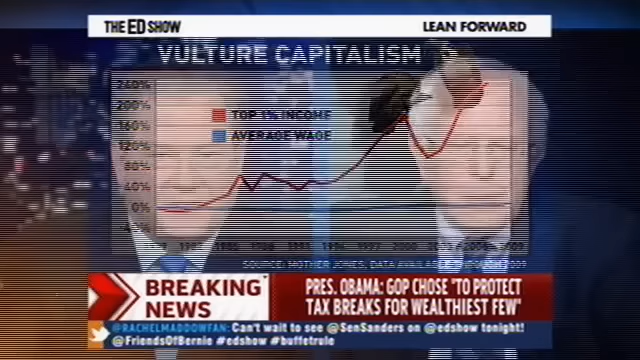 THE ED SHOW
LEAN FORWARD
VULTURE CAPITALISM
240%
200%
160%
120%
80%
40%
0%
TOP 1% INCOME
AVERAGE WAGE
2000
SOURCE: MOTHER JONES, DATA AVAILABLE THROUGH 2009
BREAKING NEWS
PRES. OBAMA: GOP CHOSE 'TO PROTECT
TAX BREAKS FOR WEALTHIEST FEW'
@RACHELMADDOWFAN: Can't wait to see @SenSanders on @edshow tonight!
@FriendsOfBernie #edshow #buffetrule